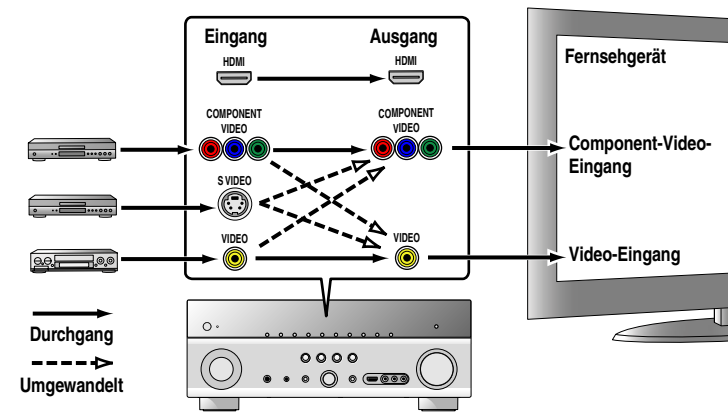 Eingang
Ausgang
HDMI
HDMI
Fernsehgerät
COMPONENT
VIDEO
COMPONENT
VIDEO
Component-Video-
Eingang
S VIDEO
VIDEO
VIDEO
Video-Eingang
Durchgang
Umgewandelt